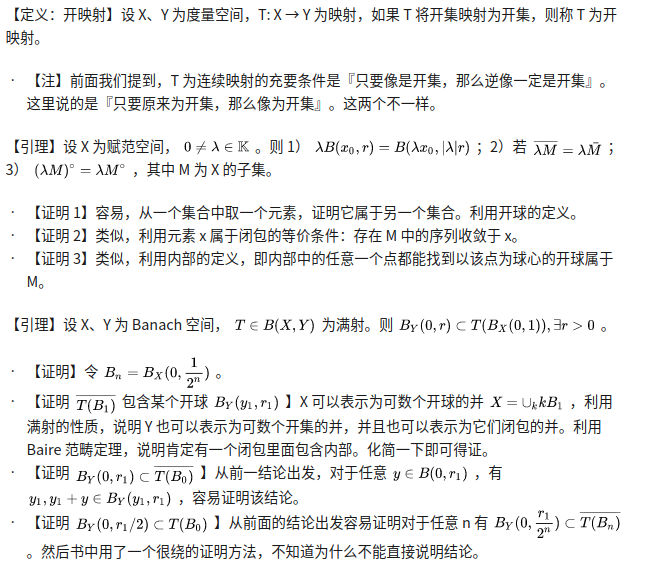 【定义：开映射】设 X、Y 为度量空间，T: X → Y 为映射，如果 T 将开集映射为开集，则称 T 为开
映射。
· 【注】前面我们提到，T 为连续映射的充要条件是『只要像是开集，那么逆像一定是开集』。
这里说的是『只要原来为开集，那么像为开集』。这两个不一样。
【引理】设 X 为赋范空间， $0 \neq \lambda \in \mathbb{K}$ 。则 1） $\lambda B(x_0, r) = B(\lambda x_0, |\lambda| r)$ ；2）若 $\overline{\lambda M} = \lambda \bar{M}$ ；
3） $(\lambda M)^\circ = \lambda M^\circ$ ，其中 M 为 X 的子集。
· 【证明 1】容易，从一个集合中取一个元素，证明它属于另一个集合。利用开球的定义。
· 【证明 2】类似，利用元素 x 属于闭包的等价条件：存在 M 中的序列收敛于 x。
· 【证明 3】类似，利用内部的定义，即内部中的任意一个点都能找到以该点为球心的开球属于
M。
【引理】设 X、Y 为 Banach 空间， $T \in B(X, Y)$ 为满射。则 $B_Y(0, r) \subset T(B_X(0, 1)), \exists r > 0$ 。
· 【证明】令 $B_n = B_X(0, \frac{1}{2^n})$ 。
· 【证明 $\overline{T(B_1)}$ 包含某个开球 $B_Y(y_1, r_1)$ 】X 可以表示为可数个开球的并 $X = \cup_k k B_1$ ，利用
满射的性质，说明 Y 也可以表示为可数个开集的并，并且也可以表示为它们闭包的并。利用
Baire 范畴定理，说明肯定有一个闭包里面包含内部。化简一下即可得证。
· 【证明 $B_Y(0, r_1) \subset \overline{T(B_0)}$ 】从前一结论出发，对于任意 $y \in B(0, r_1)$ ，有
$y_1, y_1 + y \in B_Y(y_1, r_1)$ ，容易证明该结论。
· 【证明 $B_Y(0, r_1/2) \subset T(B_0)$ 】从前面的结论出发容易证明对于任意 n 有 $B_Y(0, \frac{r_1}{2^n}) \subset \overline{T(B_n)}$
。然后书中用了一个很绕的证明方法，不知道为什么不能直接说明结论。